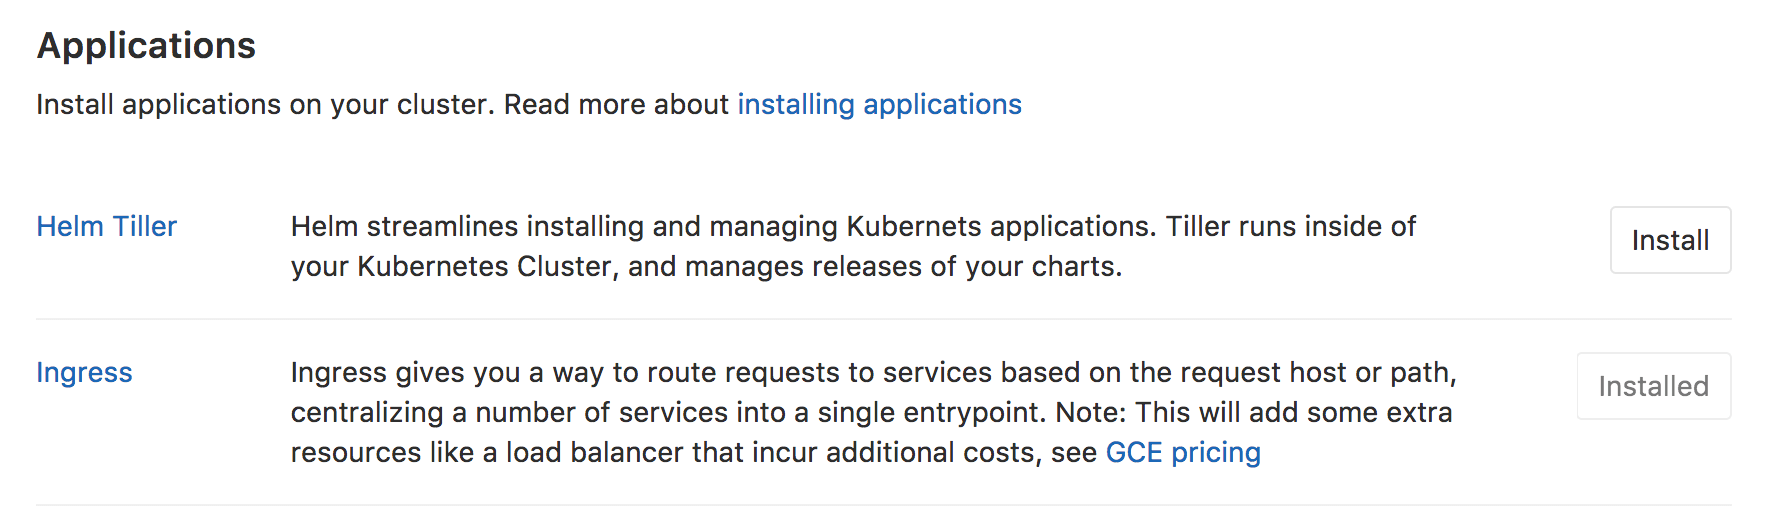 Applications
Install applications on your cluster. Read more about installing applications
Helm Tiller
Helm streamlines installing and managing Kubernets applications. Tiller runs inside of
your Kubernetes Cluster, and manages releases of your charts.
Install
Ingress
Ingress gives you a way to route requests to services based on the request host or path,
centralizing a number of services into a single entrypoint. Note: This will add some extra
resources like a load balancer that incur additional costs, see GCE pricing
Installed